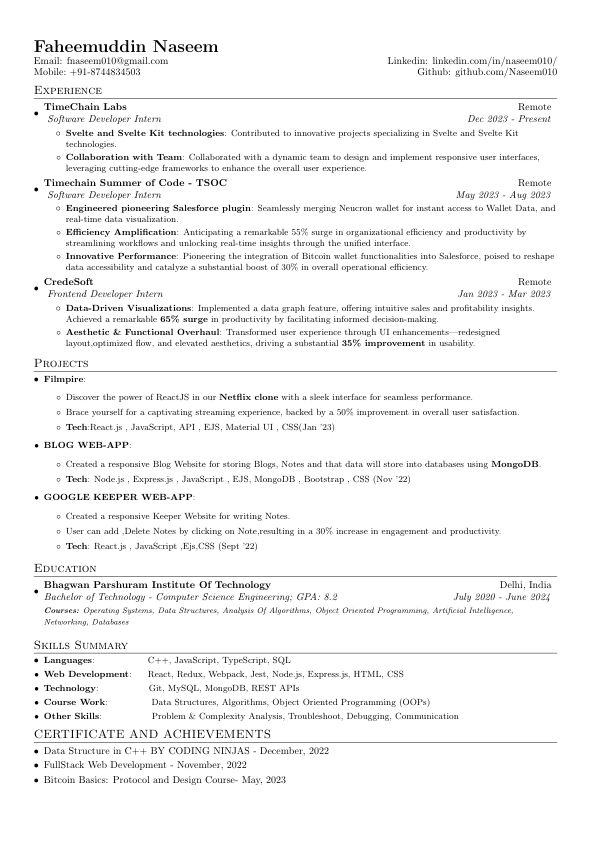 Faheemuddin Naseem
Email: fnaseem010@gmail.com Linkedin: linkedin.com/in/naseem010/
Mobile: +91-8744834503 Github: github.com/Naseem010
Experience
• TimeChain Labs Remote
Software Developer Intern Dec 2023 - Present
◦ Svelte and Svelte Kit technologies: Contributed to innovative projects specializing in Svelte and Svelte Kit
technologies.
◦ Collaboration with Team: Collaborated with a dynamic team to design and implement responsive user interfaces,
leveraging cutting-edge frameworks to enhance the overall user experience.
• Timechain Summer of Code - TSOC Remote
Software Developer Intern May 2023 - Aug 2023
◦ Engineered pioneering Salesforce plugin: Seamlessly merging Neucron wallet for instant access to Wallet Data, and
real-time data visualization.
◦ Efficiency Amplification: Anticipating a remarkable 55% surge in organizational efficiency and productivity by
streamlining workflows and unlocking real-time insights through the unified interface.
◦ Innovative Performance: Pioneering the integration of Bitcoin wallet functionalities into Salesforce, poised to reshape
data accessibility and catalyze a substantial boost of 30% in overall operational efficiency.
• CredeSoft Remote
Frontend Developer Intern Jan 2023 - Mar 2023
◦ Data-Driven Visualizations: Implemented a data graph feature, offering intuitive sales and profitability insights.
Achieved a remarkable 65% surge in productivity by facilitating informed decision-making.
◦ Aesthetic & Functional Overhaul: Transformed user experience through UI enhancements—redesigned
layout,optimized flow, and elevated aesthetics, driving a substantial 35% improvement in usability.
Projects
• Filmpire:
◦ Discover the power of ReactJS in our Netflix clone with a sleek interface for seamless performance.
◦ Brace yourself for a captivating streaming experience, backed by a 50% improvement in overall user satisfaction.
◦ Tech:React.js , JavaScript, API , EJS, Material UI , CSS(Jan '23)
• BLOG WEB-APP:
◦ Created a responsive Blog Website for storing Blogs, Notes and that data will store into databases using MongoDB.
◦ Tech: Node.js , Express.js , JavaScript , EJS, MongoDB , Bootstrap , CSS (Nov '22)
• GOOGLE KEEPER WEB-APP:
◦ Created a responsive Keeper Website for writing Notes.
◦ User can add ,Delete Notes by clicking on Note,resulting in a 30% increase in engagement and productivity.
◦ Tech: React.js , JavaScript ,Ejs,CSS (Sept '22)
Education
• Bhagwan Parshuram Institute Of Technology Delhi, India
Bachelor of Technology - Computer Science Engineering; GPA: 8.2 July 2020 - June 2024
Courses: Operating Systems, Data Structures, Analysis Of Algorithms, Object Oriented Programming, Artificial Intelligence,
Networking, Databases
Skills Summary
• Languages: C++, JavaScript, TypeScript, SQL
• Web Development: React, Redux, Webpack, Jest, Node.js, Express.js, HTML, CSS
• Technology: Git, MySQL, MongoDB, REST APIs
• Course Work: Data Structures, Algorithms, Object Oriented Programming (OOPs)
• Other Skills: Problem & Complexity Analysis, Troubleshoot, Debugging, Communication
CERTIFICATE AND ACHIEVEMENTS
• Data Structure in C++ BY CODING NINJAS - December, 2022
• FullStack Web Development - November, 2022
• Bitcoin Basics: Protocol and Design Course- May, 2023